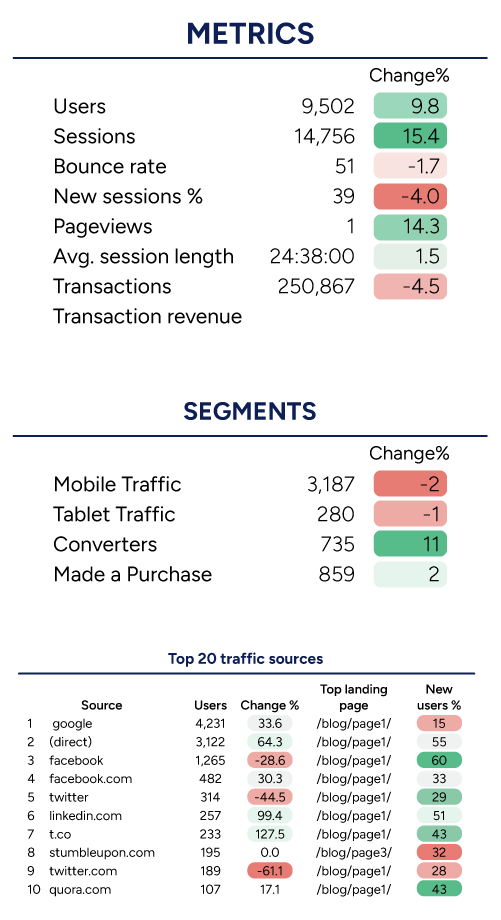 METRICS
Change%
Users 9,502 9.8
Sessions 14,756 15.4
Bounce rate 51 -1.7
New sessions % 39 -4.0
Pageviews 1 14.3
Avg. session length 24:38:00 1.5
Transactions 250,867 -4.5
Transaction revenue
SEGMENTS
Change%
Mobile Traffic 3,187 -2
Tablet Traffic 280 -1
Converters 735 11
Made a Purchase 859 2
Top 20 traffic sources
Top landing New
Source Users Change % page users %
1 google 4,231 33.6 /blog/page1/ 15
2 (direct) 3,122 64.3 /blog/page1/ 55
3 facebook 1,265 -28.6 /blog/page1/ 60
4 facebook.com 482 30.3 /blog/page1/ 33
5 twitter 314 -44.5 /blog/page1/ 29
6 linkedin.com 257 99.4 /blog/page1/ 51
7 t.co 233 127.5 /blog/page1/ 43
8 stumbleupon.com 195 0.0 /blog/page3/ 32
9 twitter.com 189 -61.1 /blog/page1/ 28
10 quora.com 107 17.1 /blog/page1/ 43